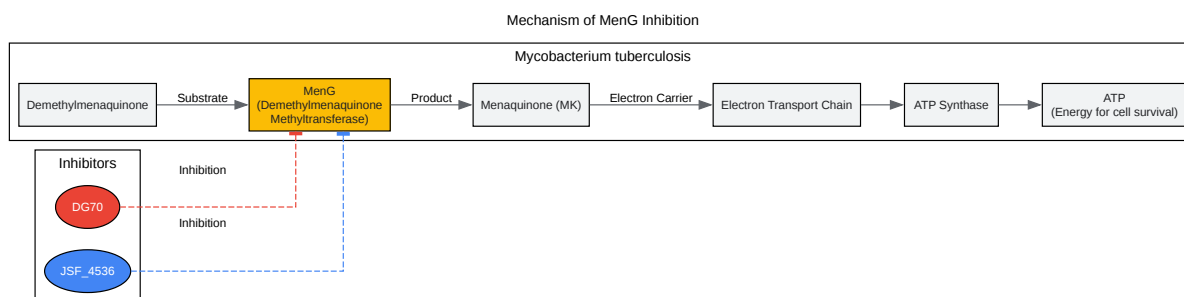 Mechanism of MenG Inhibition
Mycobacterium tuberculosis
Demethylmenaquinone
Substrate
MenG
(Demethylmenaquinone
Methyltransferase)
Product
Menaquinone (MK)
Electron Carrier
Electron Transport Chain
ATP Synthase
ATP
(Energy for cell survival)
Inhibitors
Inhibition
DG70
Inhibition
JSF_4536